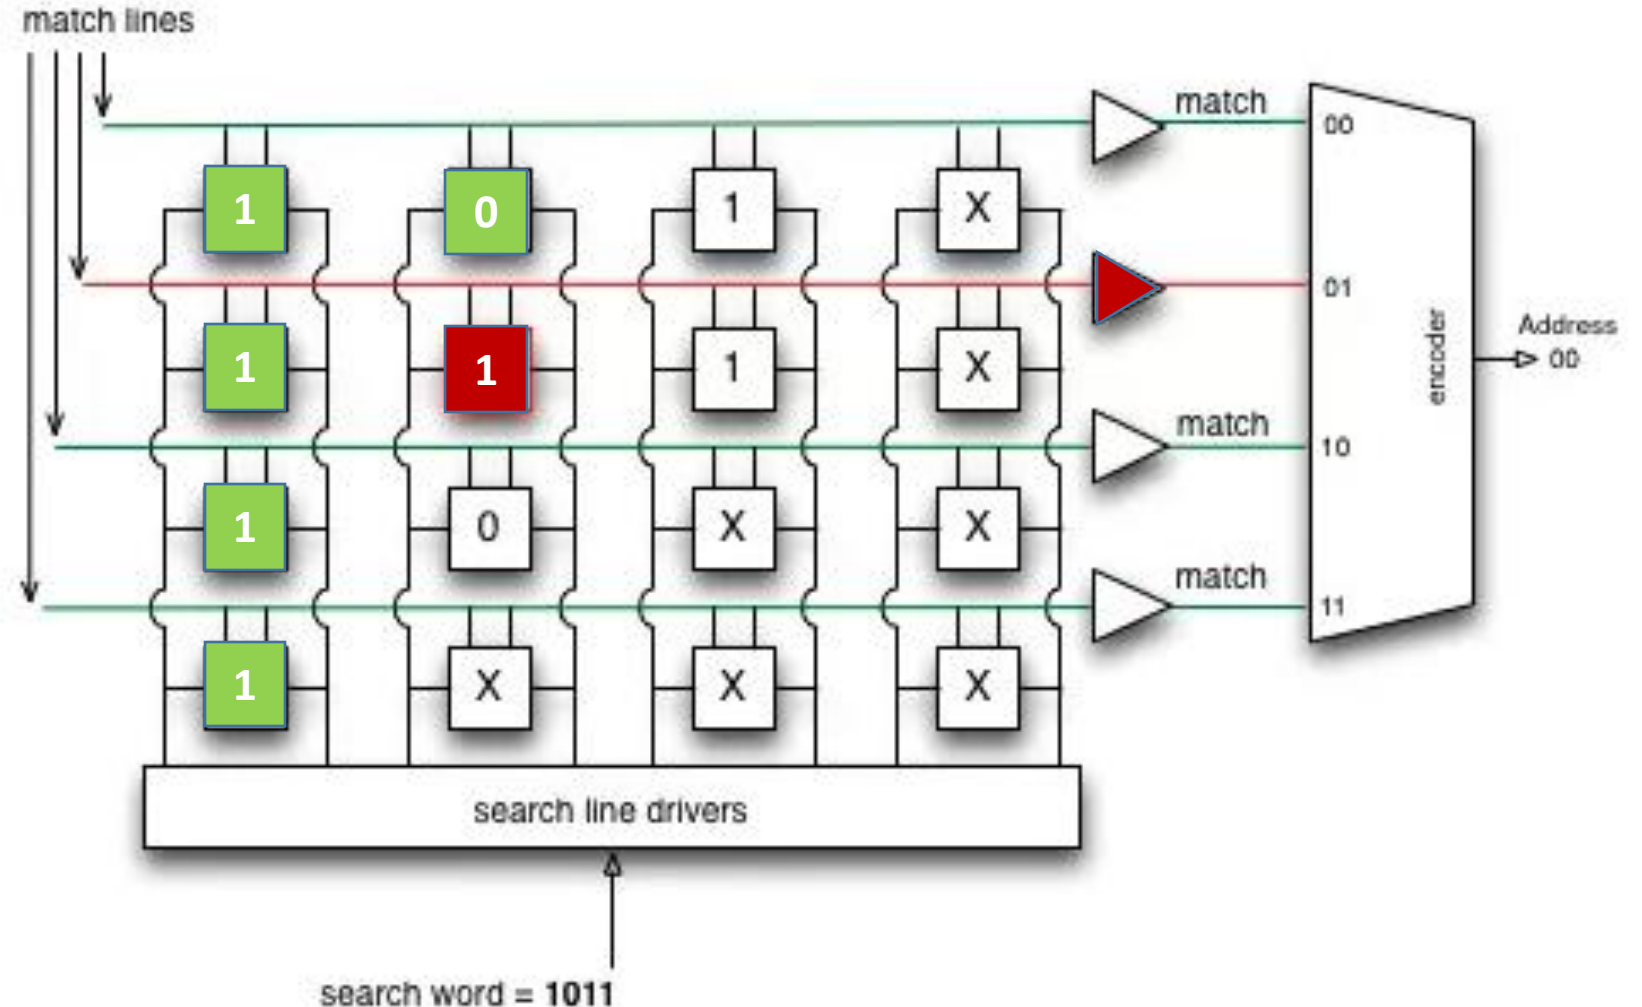 match lines
match
00
1 0 1 X
01
Address
00
encoder
1 1 1 X
match
10
1 0 X X
match
11
1 X X X
search line drivers
search word = 1011